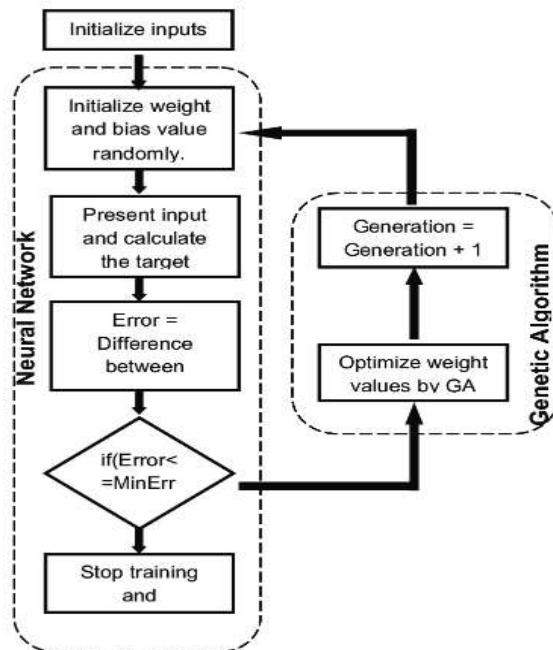 Initialize inputs
Initialize weight
and bias value
randomly.
Present input
and calculate
the target
Error =
Difference
between
if(Error<
=MinErr
Stop training
and
Neural Network
Generation =
Generation + 1
Optimize weight
values by GA
Genetic Algorithm